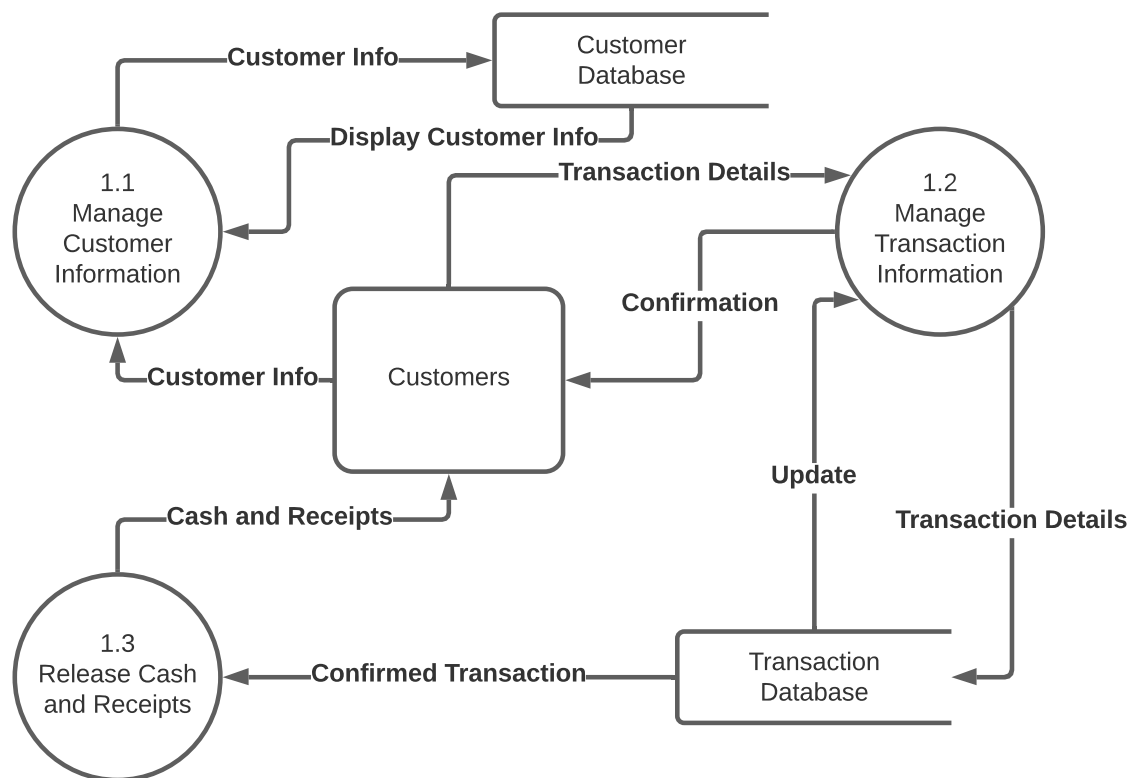 Customer Info
Customer
Database
Display Customer Info
Transaction Details
1.1
Manage
Customer
Information
1.2
Manage
Transaction
Information
Confirmation
Customer Info
Customers
Update
Cash and Receipts
Transaction Details
1.3
Release Cash
and Receipts
Confirmed Transaction
Transaction
Database